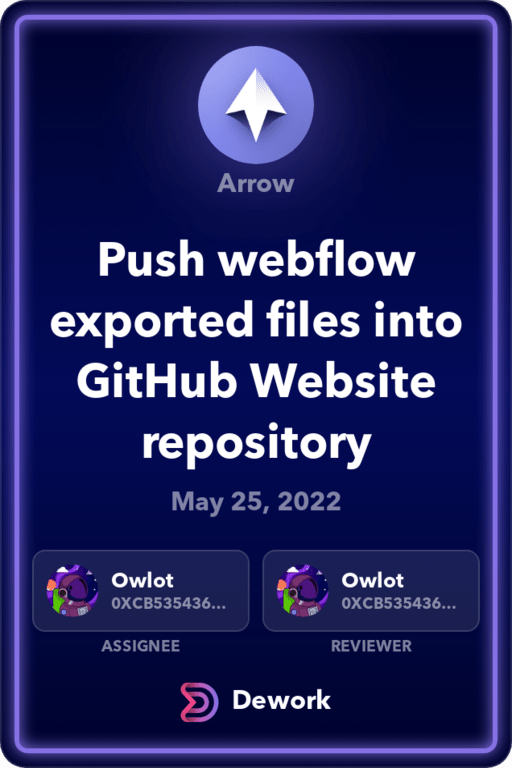 Arrow
Push webflow
exported files into
GitHub Website
repository
May 25, 2022
Owlot
0XCB535436...
ASSIGNEE
Owlot
0XCB535436...
REVIEWER
Dework